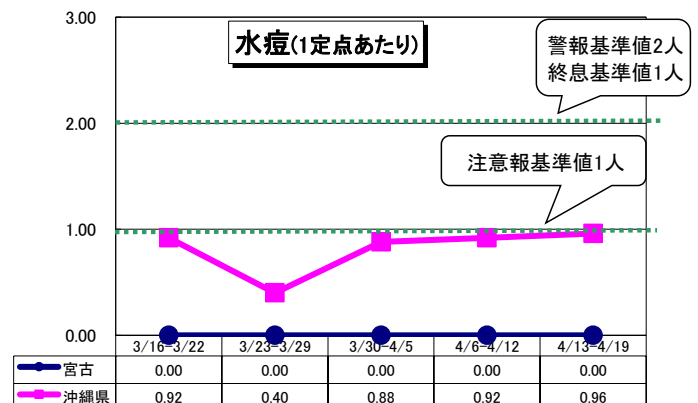 水痘(1定点あたり)
警報基準値2人
終息基準値1人
注意報基準値1人
3.00
2.00
1.00
0.00
3/16-3/22 3/23-3/29 3/30-4/5 4/6-4/12 4/13-4/19
宮古 0.00 0.00 0.00 0.00 0.00
沖縄県 0.92 0.40 0.88 0.92 0.96